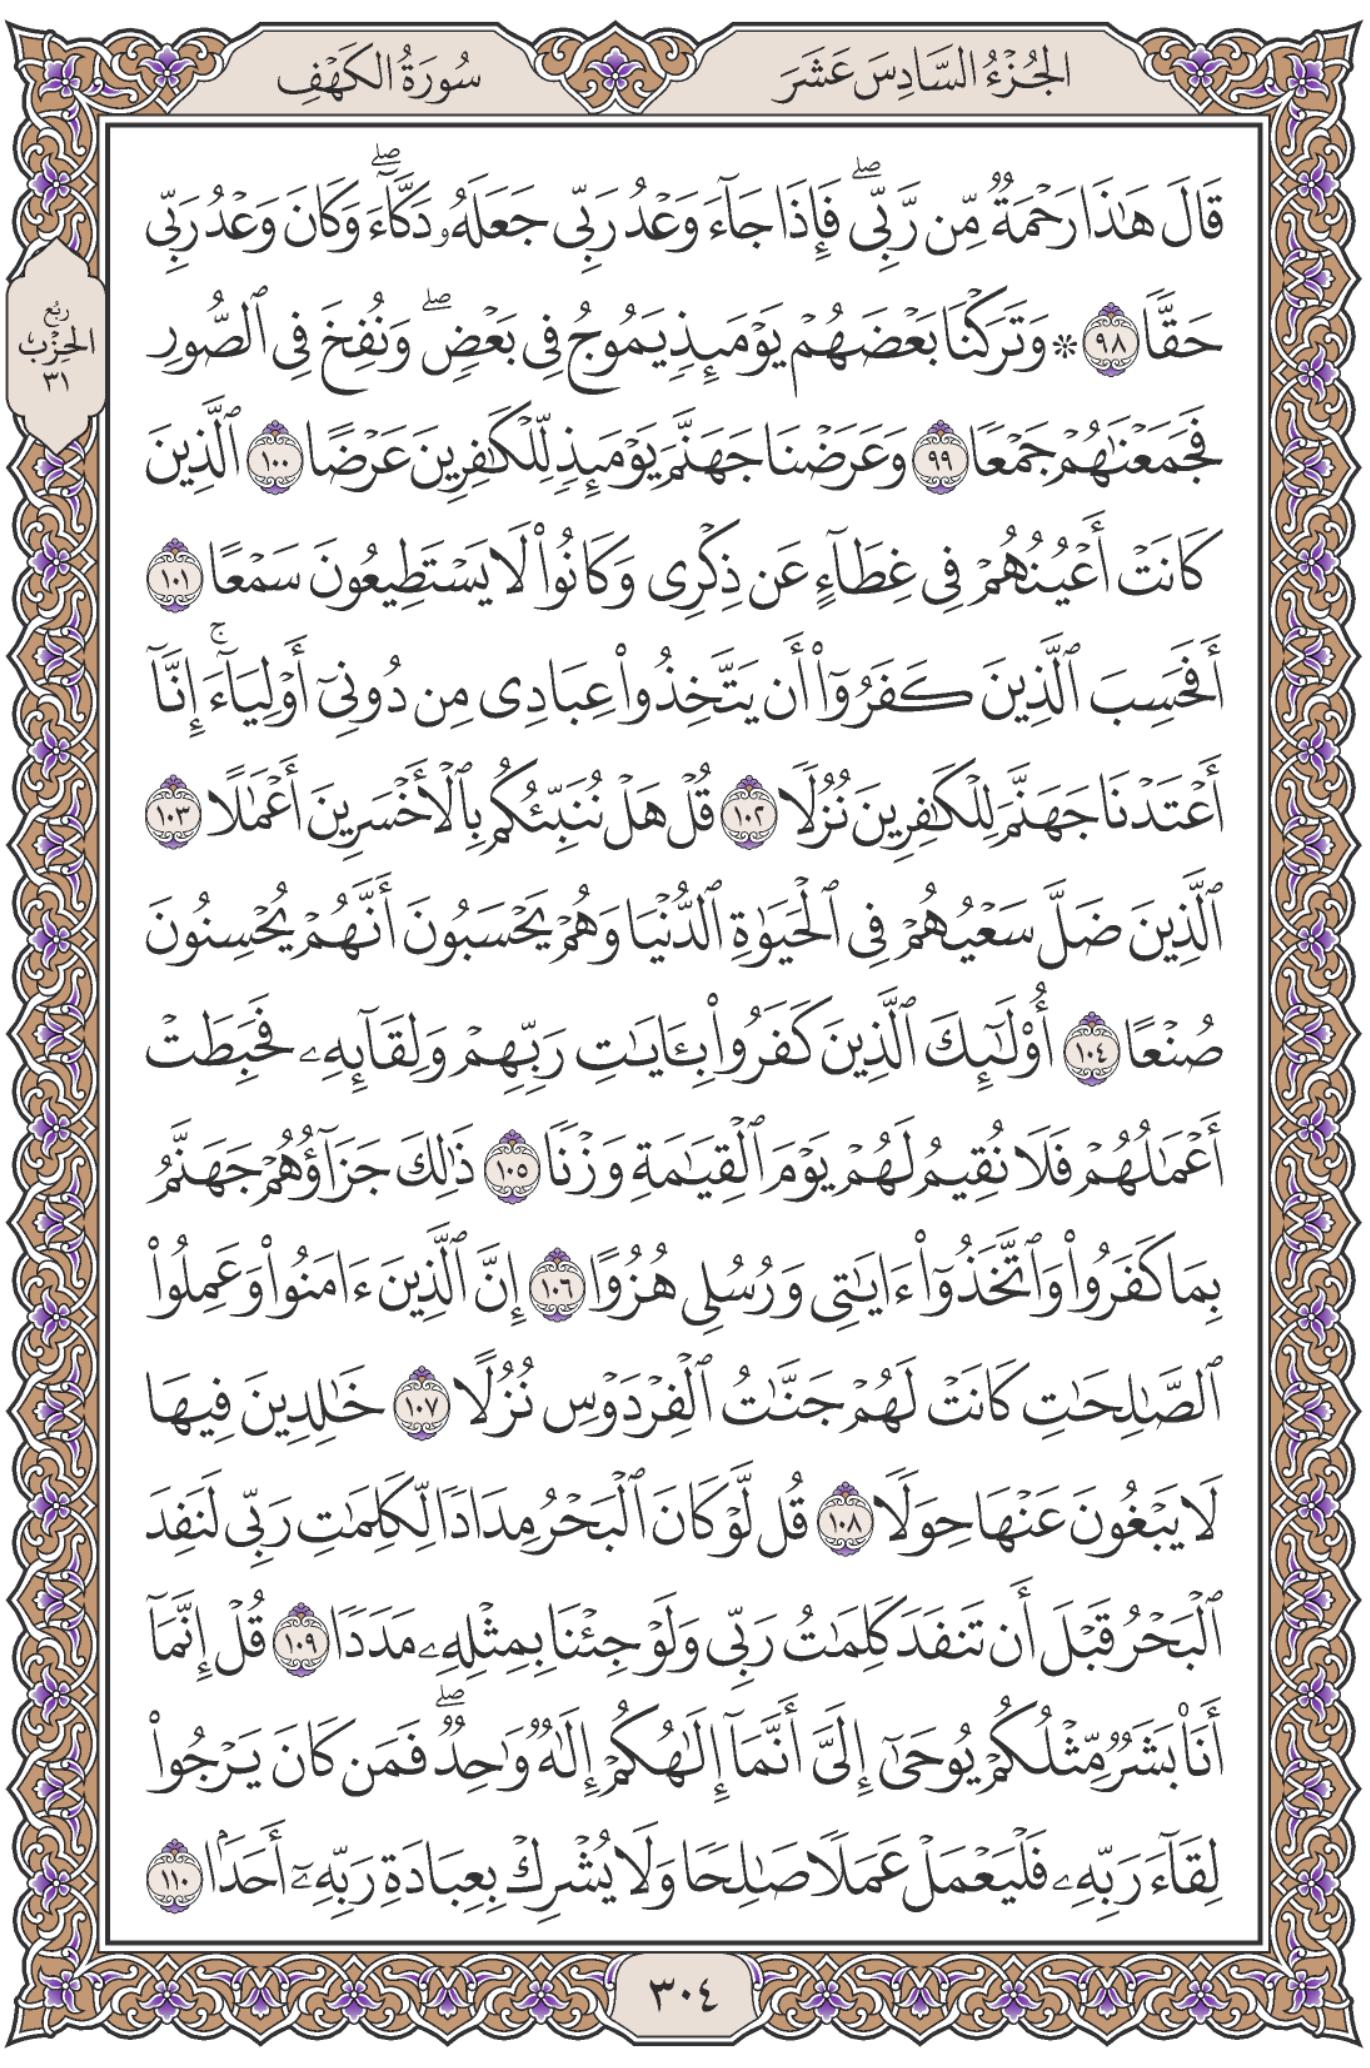 الجُزْءُ السَّادِسَ عَشَرَ
سُورَةُ الكَهْفِ
قَالَ هَٰذَا رَحْمَةٌ مِّن رَّبِّىۖ فَإِذَا جَآءَ وَعْدُ رَبِّى جَعَلَهُۥ دَكَّآءَۖ وَكَانَ وَعْدُ رَبِّى
حَقًّا ٩٨ ۞ وَتَرَكْنَا بَعْضَهُمْ يَوْمَئِذٍ يَمُوجُ فِى بَعْضٍۖ وَنُفِخَ فِى ٱلصُّورِ
فَجَمَعْنَٰهُمْ جَمْعًا ٩٩ وَعَرَضْنَا جَهَنَّمَ يَوْمَئِذٍ لِّلْكَٰفِرِينَ عَرْضًا ١٠٠ ٱلَّذِينَ
كَانَتْ أَعْيُنُهُمْ فِى غِطَآءٍ عَن ذِكْرِى وَكَانُوا۟ لَا يَسْتَطِيعُونَ سَمْعًا ١٠١
أَفَحَسِبَ ٱلَّذِينَ كَفَرُوٓا۟ أَن يَتَّخِذُوا۟ عِبَادِى مِن دُونِىٓ أَوْلِيَآءَۚ إِنَّآ
أَعْتَدْنَا جَهَنَّمَ لِلْكَٰفِرِينَ نُزُلًا ١٠٢ قُلْ هَلْ نُنَبِّئُكُم بِٱلْأَخْسَرِينَ أَعْمَٰلًا ١٠٣
ٱلَّذِينَ ضَلَّ سَعْيُهُمْ فِى ٱلْحَيَوٰةِ ٱلدُّنْيَا وَهُمْ يَحْسَبُونَ أَنَّهُمْ يُحْسِنُونَ
صُنْعًا ١٠٤ أُو۟لَٰٓئِكَ ٱلَّذِينَ كَفَرُوا۟ بِـَٔايَٰتِ رَبِّهِمْ وَلِقَآئِهِۦ فَحَبِطَتْ
أَعْمَٰلُهُمْ فَلَا نُقِيمُ لَهُمْ يَوْمَ ٱلْقِيَٰمَةِ وَزْنًا ١٠٥ ذَٰلِكَ جَزَآؤُهُمْ جَهَنَّمُ
بِمَا كَفَرُوا۟ وَٱتَّخَذُوٓا۟ ءَايَٰتِى وَرُسُلِى هُزُوًا ١٠٦ إِنَّ ٱلَّذِينَ ءَامَنُوا۟ وَعَمِلُوا۟
ٱلصَّٰلِحَٰتِ كَانَتْ لَهُمْ جَنَّٰتُ ٱلْفِرْدَوْسِ نُزُلًا ١٠٧ خَٰلِدِينَ فِيهَا
لَا يَبْغُونَ عَنْهَا حِوَلًا ١٠٨ قُل لَّوْ كَانَ ٱلْبَحْرُ مِدَادًا لِّكَلِمَٰتِ رَبِّى لَنَفِدَ
ٱلْبَحْرُ قَبْلَ أَن تَنفَدَ كَلِمَٰتُ رَبِّى وَلَوْ جِئْنَا بِمِثْلِهِۦ مَدَدًا ١٠٩ قُلْ إِنَّمَآ
أَنَا۠ بَشَرٌ مِّثْلُكُمْ يُوحَىٰٓ إِلَىَّ أَنَّمَآ إِلَٰهُكُمْ إِلَٰهٌ وَٰحِدٌۖ فَمَن كَانَ يَرْجُوا۟
لِقَآءَ رَبِّهِۦ فَلْيَعْمَلْ عَمَلًا صَٰلِحًا وَلَا يُشْرِكْ بِعِبَادَةِ رَبِّهِۦٓ أَحَدًۢا ١١٠
رُبُع
الحِزْبِ
٣١
٣٠٤